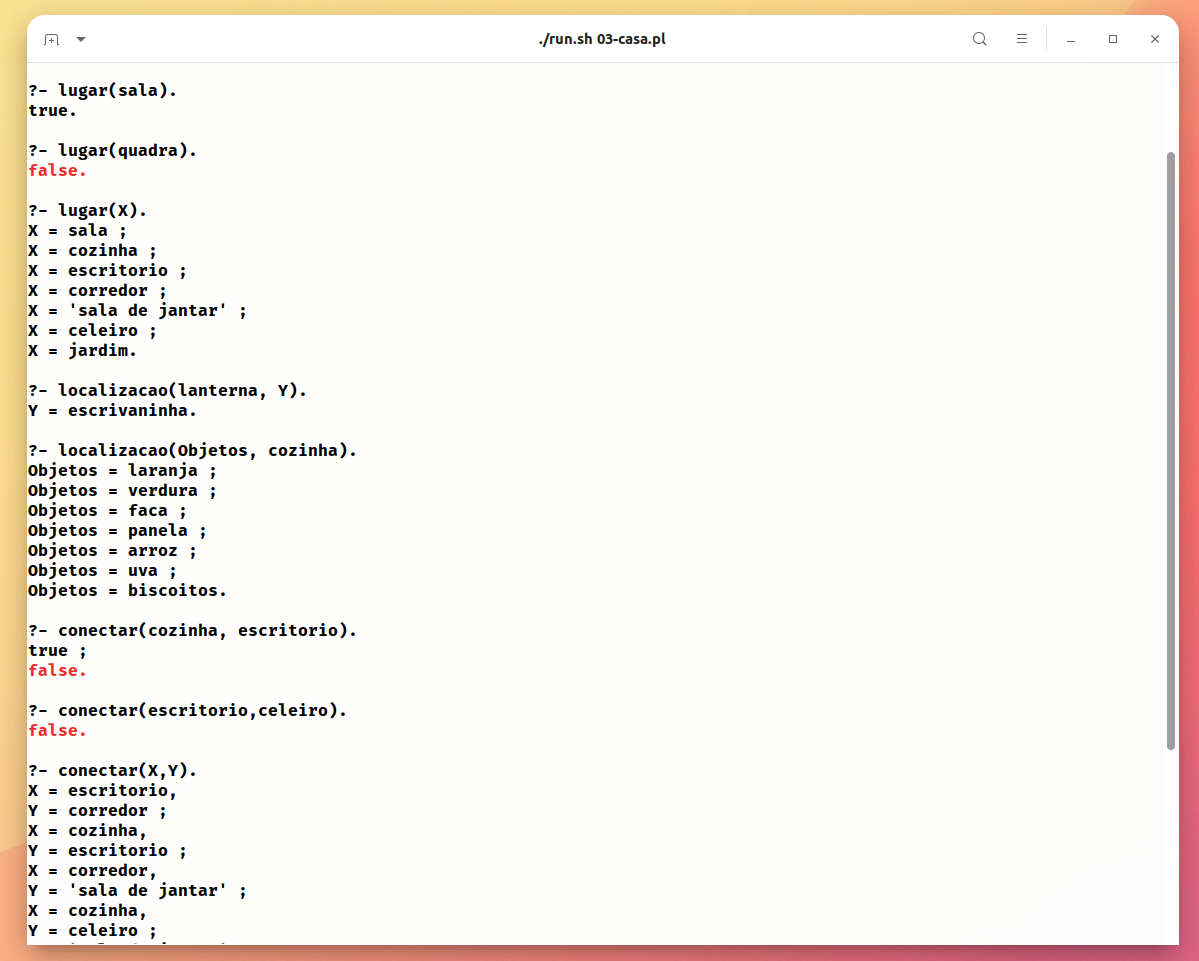 ./run.sh 03-casa.pl
?- lugar(sala).
true.
?- lugar(quadra).
false.
?- lugar(X).
X = sala ;
X = cozinha ;
X = escritorio ;
X = corredor ;
X = 'sala de jantar' ;
X = celeiro ;
X = jardim.
?- localizacao(lanterna, Y).
Y = escrivaninha.
?- localizacao(Objetos, cozinha).
Objetos = laranja ;
Objetos = verdura ;
Objetos = faca ;
Objetos = panela ;
Objetos = arroz ;
Objetos = uva ;
Objetos = biscoitos.
?- conectar(cozinha, escritorio).
true ;
false.
?- conectar(escritorio,celeiro).
false.
?- conectar(X,Y).
X = escritorio,
Y = corredor ;
X = cozinha,
Y = escritorio ;
X = corredor,
Y = 'sala de jantar' ;
X = cozinha,
Y = celeiro ;